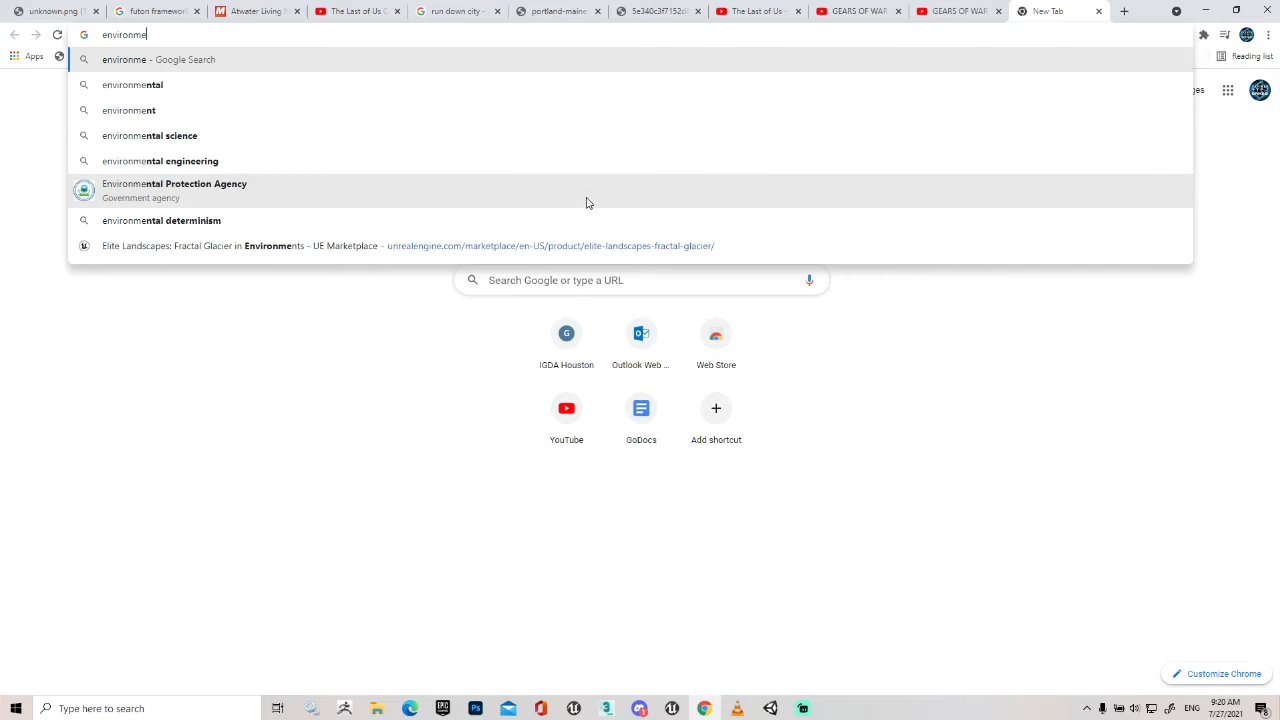 unknown.png (1
futon framework
Atwater Living
The Last of Us
run down city -
portland-maine
5e340c3f7152d
The Last of Us -
GEARS OF WAR
GEARS OF WAR
New Tab
environme
Apps
Reading list
environme - Google Search
environmental
environment
environmental science
environmental engineering
Environmental Protection Agency
Government agency
environmental determinism
Elite Landscapes: Fractal Glacier in Environments - UE Marketplace - unrealengine.com/marketplace/en-US/product/elite-landscapes-fractal-glacier/
Search Google or type a URL
IGDA Houston
Outlook Web ...
Web Store
YouTube
GoDocs
Add shortcut
Customize Chrome
Type here to search
ENG
9:20 AM
7/27/2021